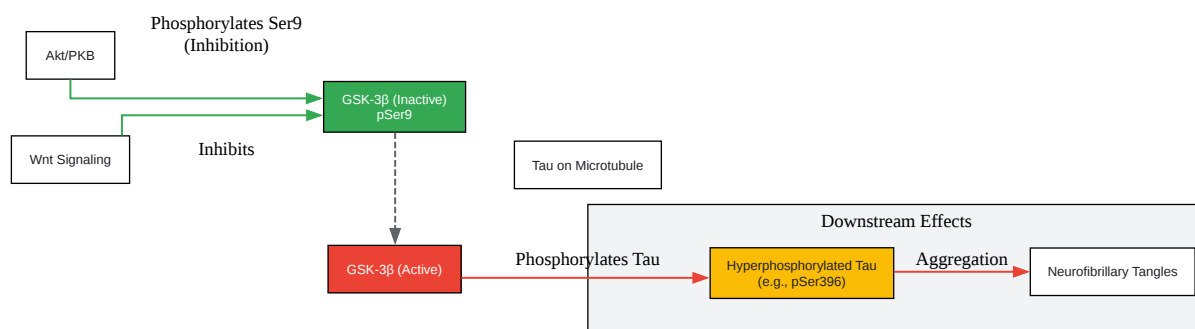 Phosphorylates Ser9
(Inhibition)
Akt/PKB
GSK-3β (Inactive)
pSer9
Wnt Signaling
Inhibits
Tau on Microtubule
Downstream Effects
GSK-3β (Active)
Phosphorylates Tau
Hyperphosphorylated Tau
(e.g., pSer396)
Aggregation
Neurofibrillary Tangles